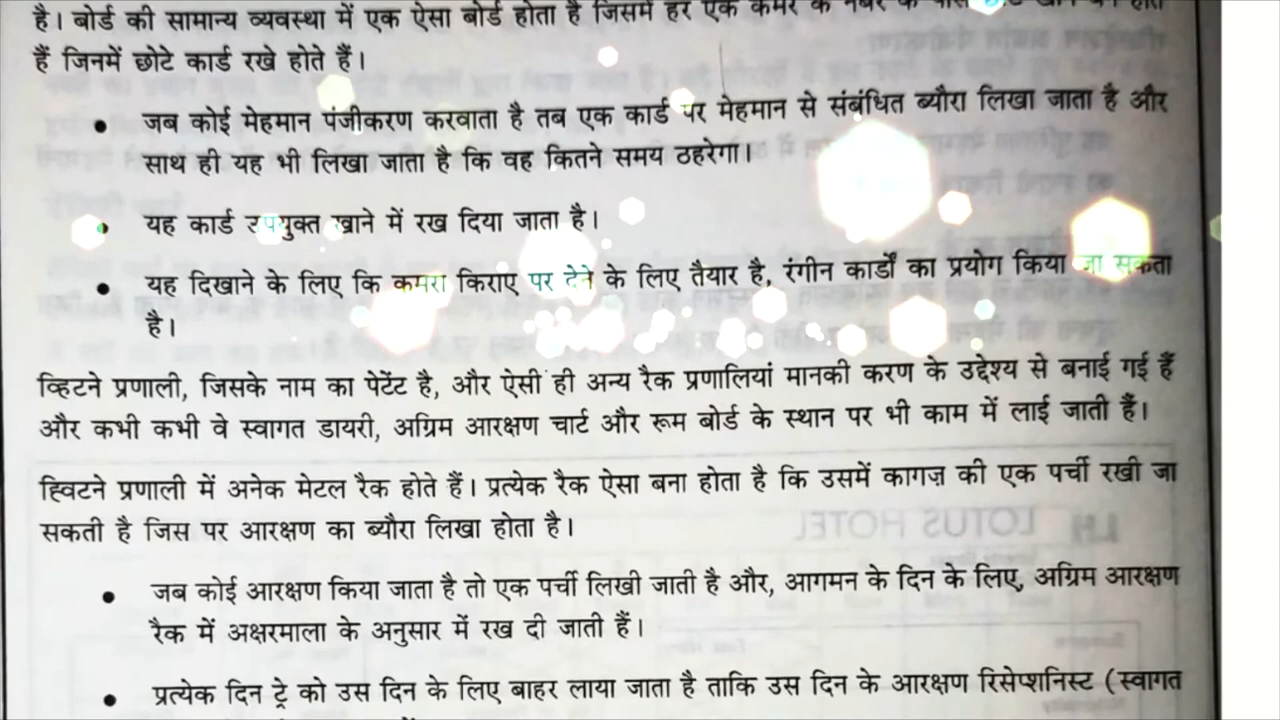 है। बोर्ड की सामान्य व्यवस्था में एक ऐसा बोर्ड होता है जिसमें हर एक कमरे के नंबर के पास
हैं जिनमें छोटे कार्ड रखे होते हैं।
• जब कोई मेहमान पंजीकरण करवाता है तब एक कार्ड पर मेहमान से संबंधित ब्यौरा लिखा जाता है और
साथ ही यह भी लिखा जाता है कि वह कितने समय ठहरेगा।
• यह कार्ड उपयुक्त खाने में रख दिया जाता है।
• यह दिखाने के लिए कि कमरा किराए पर देने के लिए तैयार है, रंगीन कार्डों का प्रयोग किया जा सकता
है।
व्हिटने प्रणाली, जिसके नाम का पेटेंट है, और ऐसी ही अन्य रैक प्रणालियां मानकी करण के उद्देश्य से बनाई गई हैं
और कभी कभी वे स्वागत डायरी, अग्रिम आरक्षण चार्ट और रूम बोर्ड के स्थान पर भी काम में लाई जाती हैं।
ह्विटने प्रणाली में अनेक मेटल रैक होते हैं। प्रत्येक रैक ऐसा बना होता है कि उसमें कागज़ की एक पर्ची रखी जा
सकती है जिस पर आरक्षण का ब्यौरा लिखा होता है।
• जब कोई आरक्षण किया जाता है तो एक पर्ची लिखी जाती है और, आगमन के दिन के लिए, अग्रिम आरक्षण
रैक में अक्षरमाला के अनुसार में रख दी जाती हैं।
• प्रत्येक दिन ट्रे को उस दिन के लिए बाहर लाया जाता है ताकि उस दिन के आरक्षण रिसेप्शनिस्ट (स्वागत